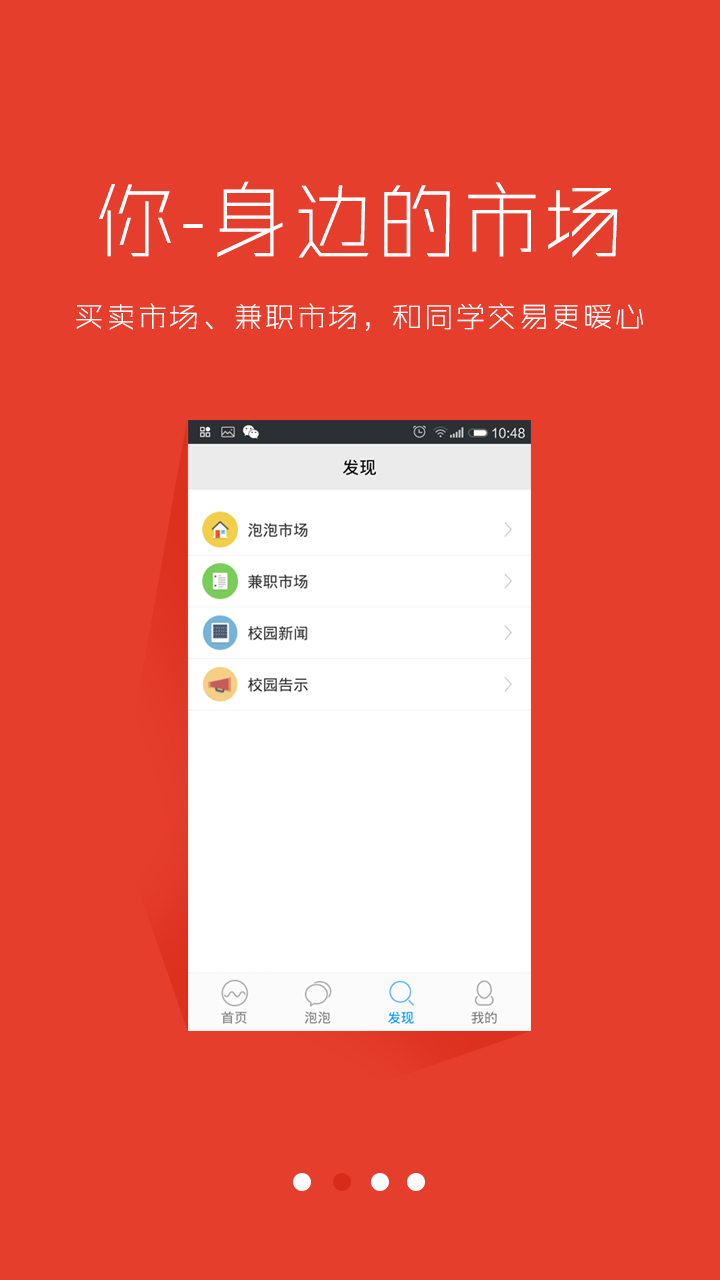 你-身边的市场
买卖市场、兼职市场，和同学交易更暖心
10:48
发现
泡泡市场
兼职市场
校园新闻
校园告示
首页 泡泡 发现 我的